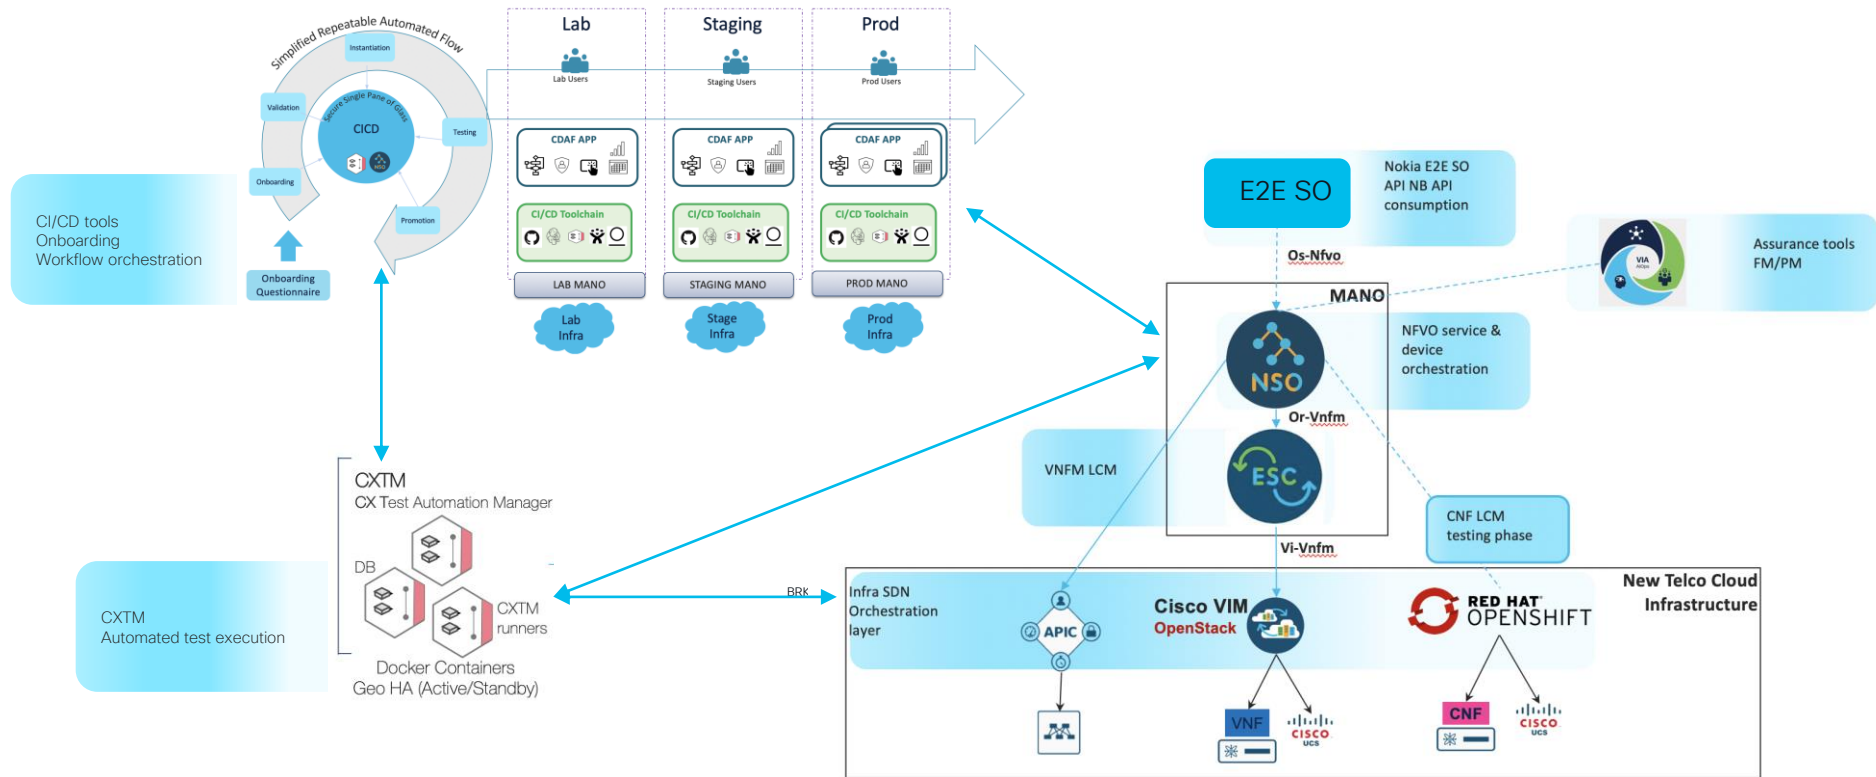 Simplified Repeatable Automated Flow
Instantiation
Validation
Secure Single Pane of Glass
CICD
NSO
Testing
Onboarding
Promotion
Onboarding
Questionnaire
CI/CD tools
Onboarding
Workflow orchestration
Lab
Lab Users
CDAF APP
CI/CD Toolchain
LAB MANO
Lab
Infra
Staging
Staging Users
CDAF APP
CI/CD Toolchain
STAGING MANO
Stage
Infra
Prod
Prod Users
CDAF APP
CI/CD Toolchain
PROD MANO
Prod
Infra
E2E SO
Nokia E2E SO
API NB API
consumption
Os-Nfvo
VIA
AIOps
Assurance tools
FM/PM
MANO
NSO
NFVO service &
device
orchestration
Or-Vnfm
VNFM LCM
ESC
CNF LCM
testing phase
Vi-Vnfm
CXTM
CX Test Automation Manager
DB
CXTM
runners
Docker Containers
Geo HA (Active/Standby)
CXTM
Automated test execution
BRK
Infra SDN
Orchestration
layer
APIC
Cisco VIM
OpenStack
RED HAT
OPENSHIFT
New Telco Cloud
Infrastructure
VNF
CISCO
UCS
CNF
CISCO
UCS